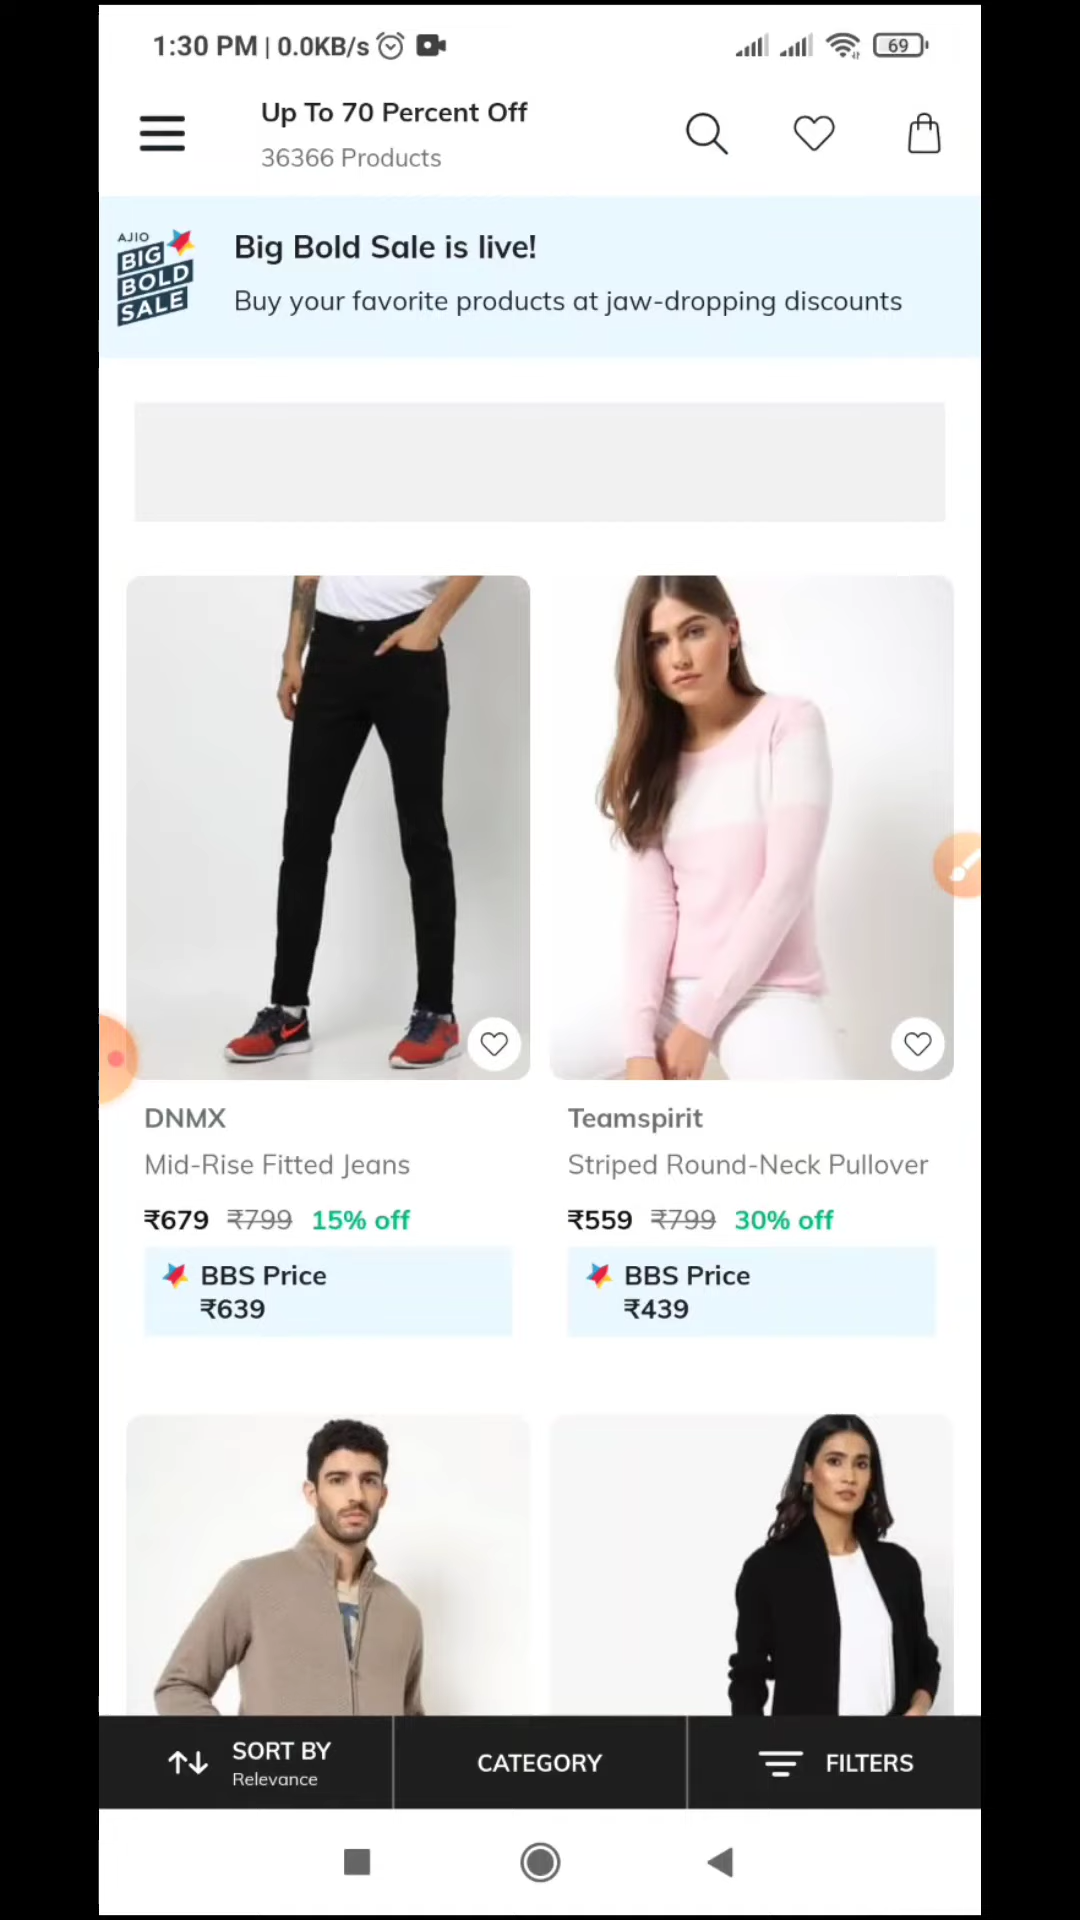 1:30 PM | 0.0KB/s
69
Up To 70 Percent Off
36366 Products
AJIO
BIG
BOLD
SALE
Big Bold Sale is live!
Buy your favorite products at jaw-dropping discounts
DNMX
Mid-Rise Fitted Jeans
₹679 ₹799 15% off
BBS Price
₹639
Teamspirit
Striped Round-Neck Pullover
₹559 ₹799 30% off
BBS Price
₹439
SORT BY
Relevance
CATEGORY
FILTERS